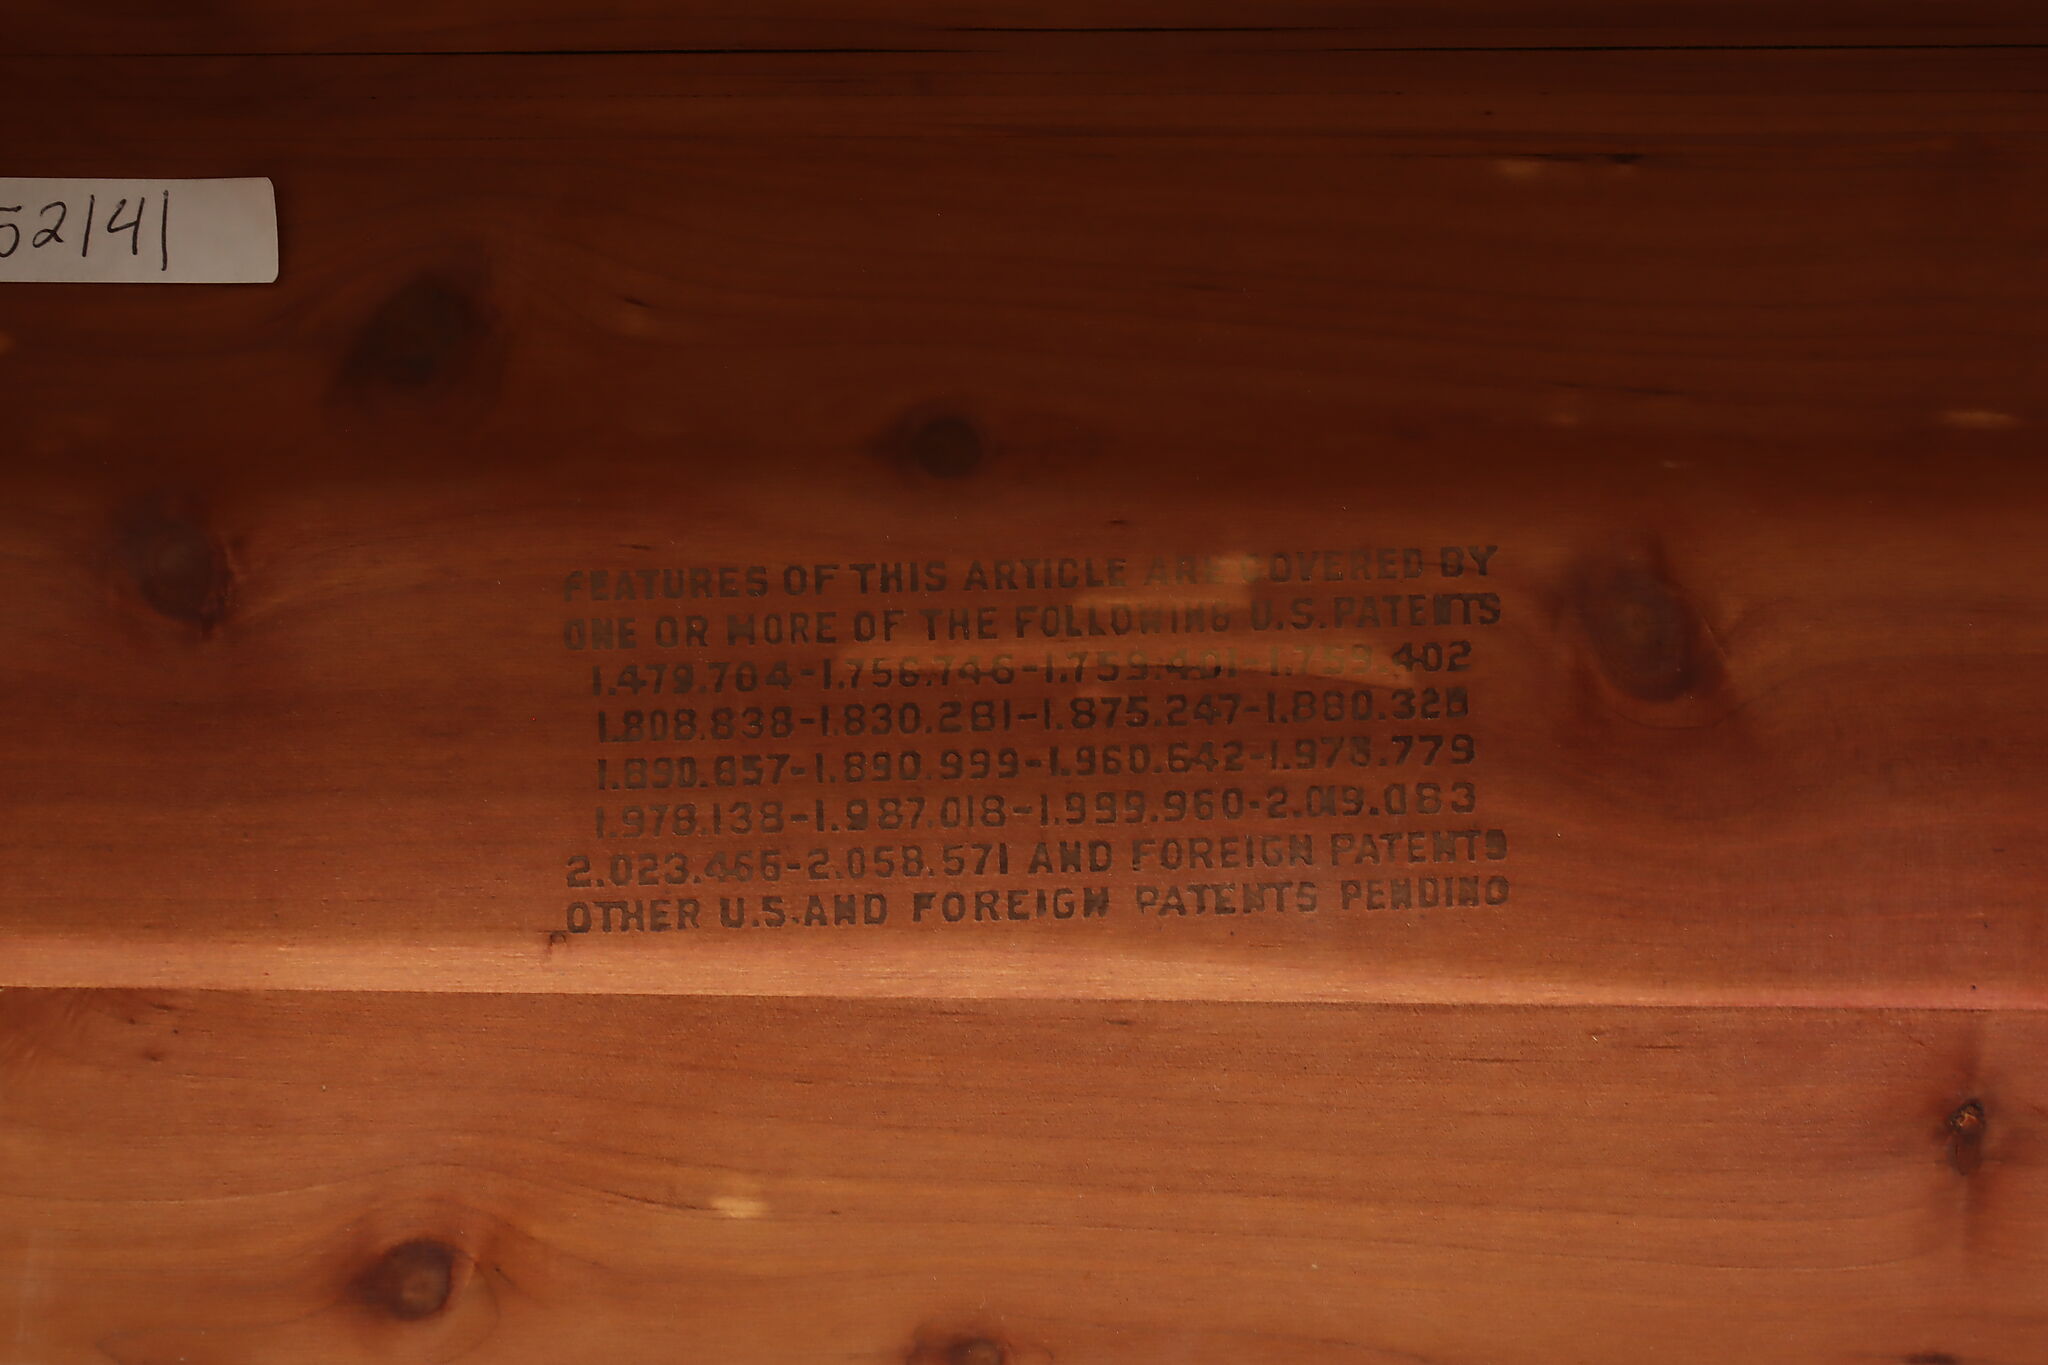 52141
FEATURES OF THIS ARTICLE ARE COVERED BY
ONE OR MORE OF THE FOLLOWING U.S. PATENTS
1.479.704-1.756.746-1.759.401-1.759.402
1.808.838-1.830.281-1.875.247-1.880.328
1.890.857-1.890.999-1.960.642-1.978.779
1.978.138-1.987.018-1.999.960-2.019.083
2.023.466-2.058.571 AND FOREIGN PATENTS
OTHER U.S. AND FOREIGN PATENTS PENDING